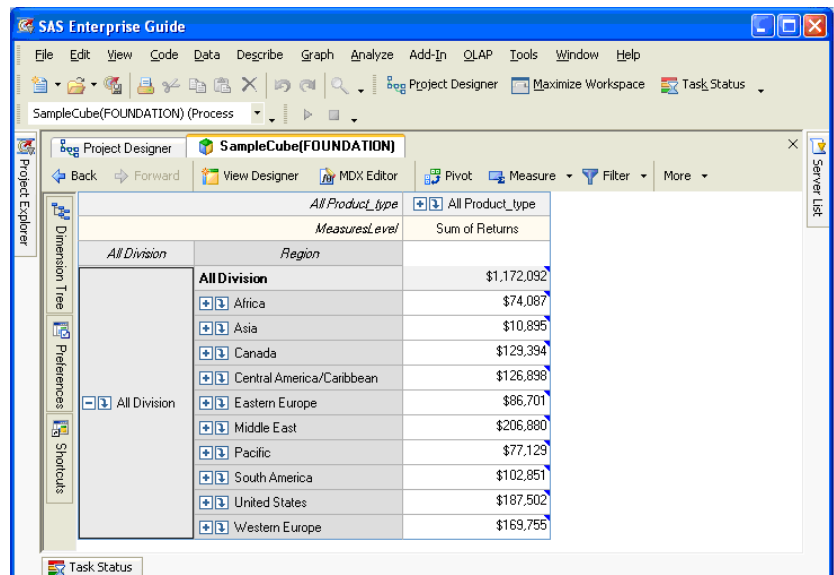 SAS Enterprise Guide
File Edit View Code Data Describe Graph Analyze Add-In OLAP Tools Window Help
Project Designer Maximize Workspace Task Status
SampleCube(FOUNDATION) (Process
Project Designer SampleCube(FOUNDATION)
Back Forward View Designer MDX Editor Pivot Measure Filter More
Project Explorer
Server List
Dimension Tree
Preferences
Shortcuts
All Product_type All Product_type
MeasuresLevel Sum of Returns
All Division Region
All Division
All Division $1,172,092
Africa $74,087
Asia $10,895
Canada $129,394
Central America/Caribbean $126,898
Eastern Europe $86,701
Middle East $206,880
Pacific $77,129
South America $102,851
United States $187,502
Western Europe $169,755
Task Status